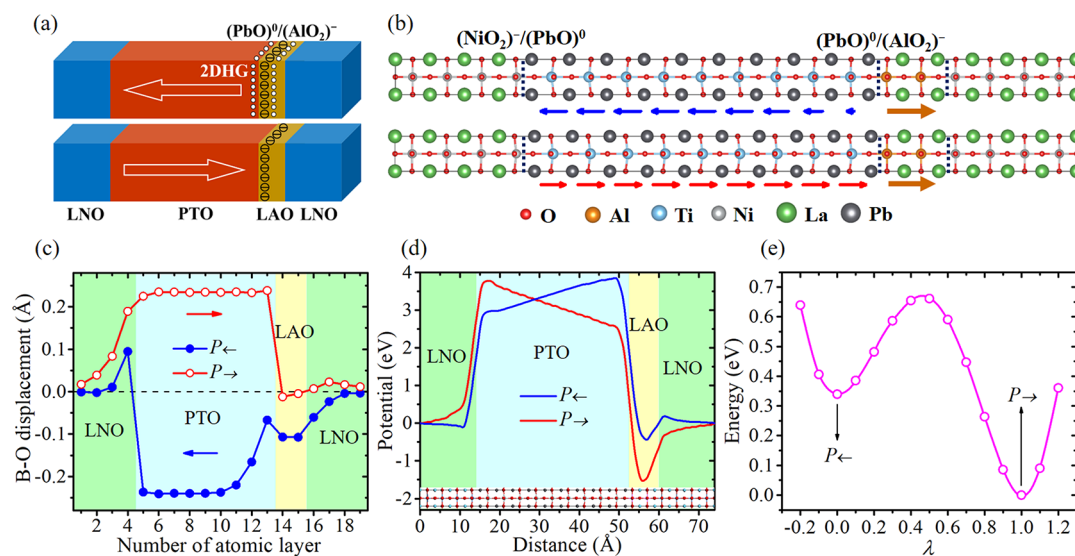 (a)
(PbO)⁰/(AlO₂)⁻
2DHG
LNO PTO LAO LNO
(b)
(NiO₂)⁻/(PbO)⁰ (PbO)⁰/(AlO₂)⁻
O Al Ti Ni La Pb
(c)
B-O displacement (Å)
0.2
0.1
0.0
-0.1
-0.2
LNO
PTO
LAO
LNO
P←
P→
2 4 6 8 10 12 14 16 18
Number of atomic layer
(d)
Potential (eV)
4
3
2
1
0
-1
-2
LNO
PTO
LAO
LNO
P←
P→
0 10 20 30 40 50 60 70
Distance (Å)
(e)
Energy (eV)
0.7
0.6
0.5
0.4
0.3
0.2
0.1
0.0
P←
P→
-0.2 0.0 0.2 0.4 0.6 0.8 1.0 1.2
λ